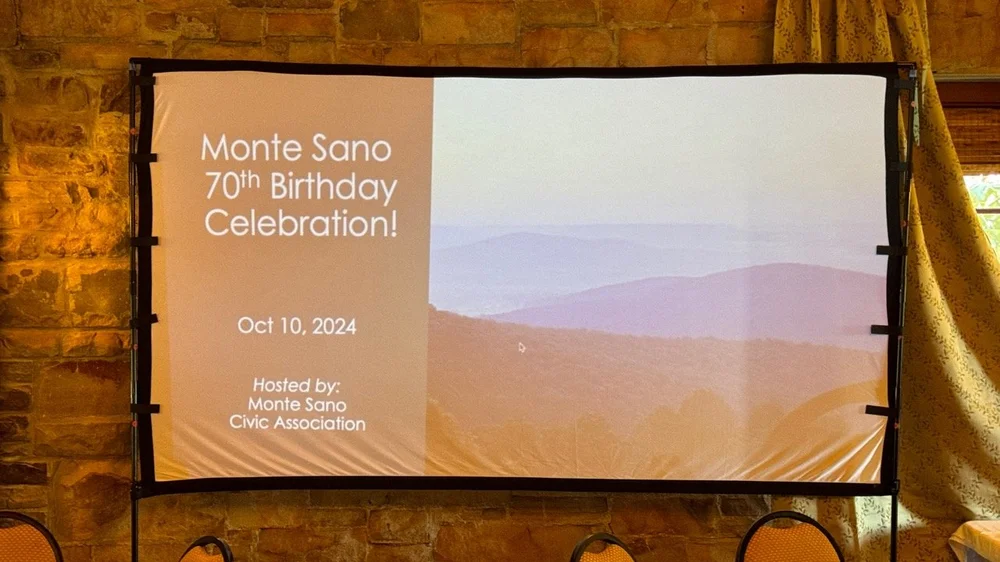 Monte Sano
70th Birthday
Celebration!
Oct 10, 2024
Hosted by:
Monte Sano
Civic Association